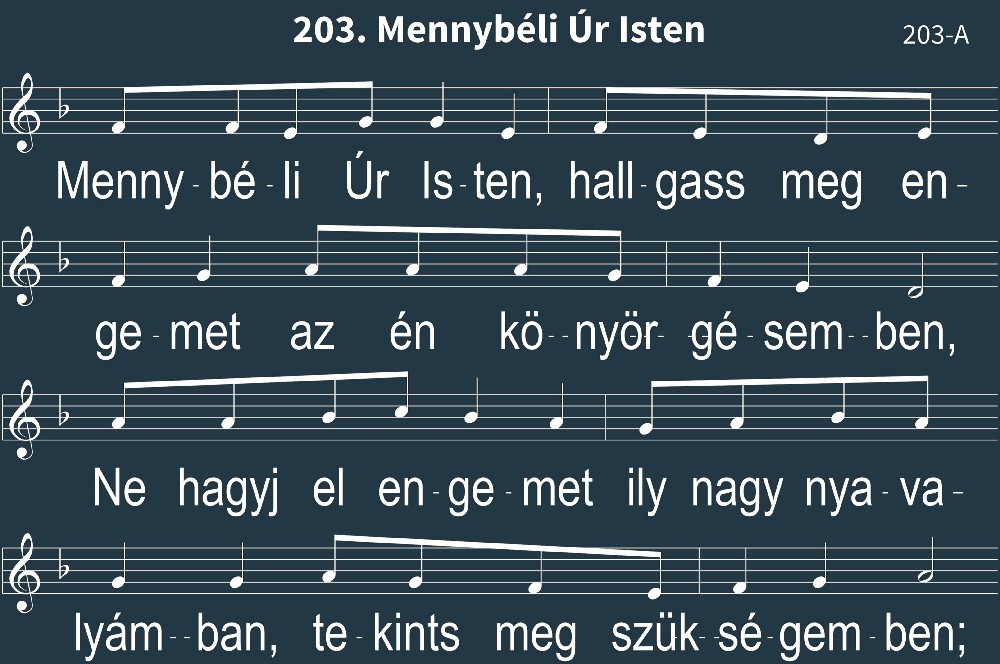 203. Mennybéli Úr Isten
203-A
Menny - bé - li Úr Is - ten, hall - gass meg en -
ge - met az én kö - - nyör - - gé - sem - - ben,
Ne hagyj el en - ge - met ily nagy nya - va -
lyám - - ban, te - kints meg szük - - sé - gem - ben;